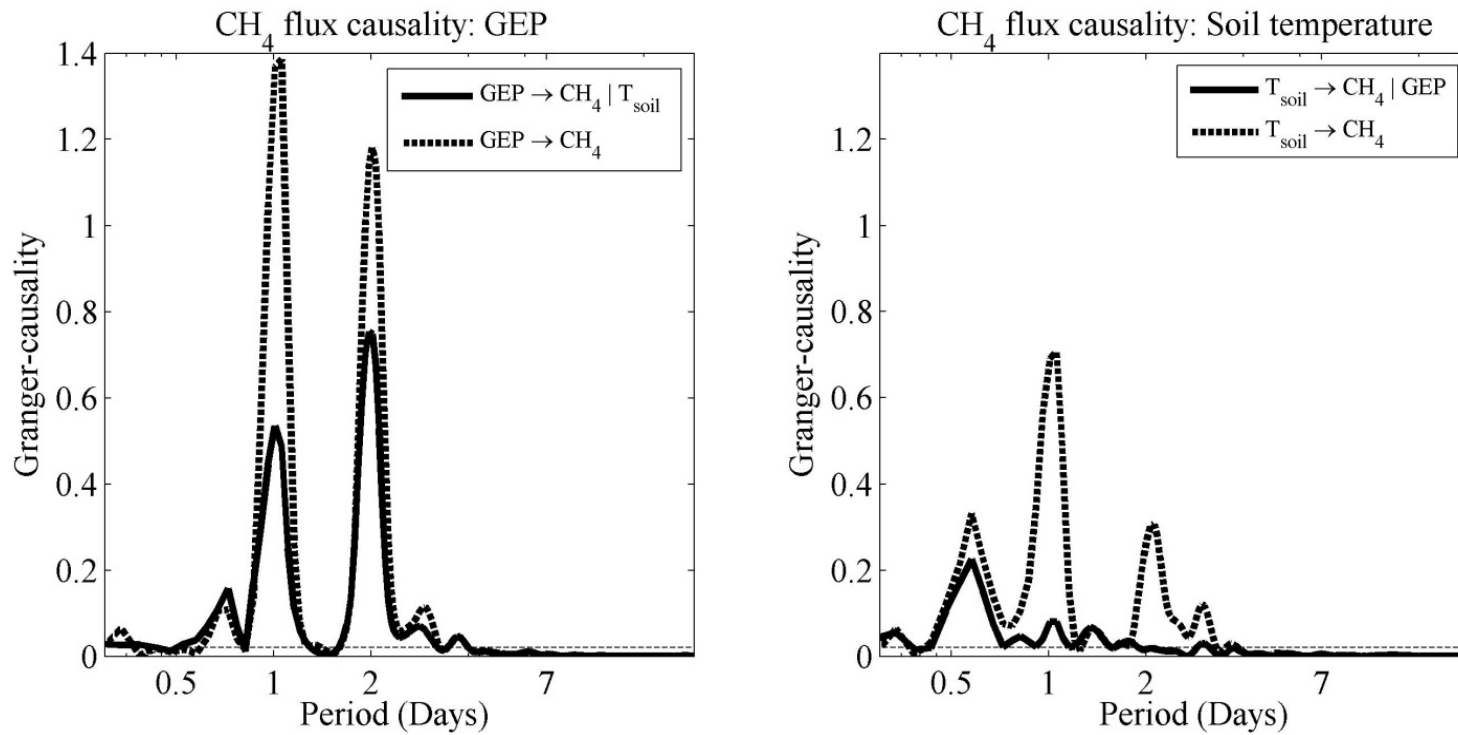 CH4 flux causality: GEP
1.4
1.2
1
0.8
0.6
0.4
0.2
0
Granger-causality
GEP → CH4 | Tsoil
GEP → CH4
0.5 1 2 7
Period (Days)
CH4 flux causality: Soil temperature
1.2
1
0.8
0.6
0.4
0.2
0
Granger-causality
Tsoil → CH4 | GEP
Tsoil → CH4
0.5 1 2 7
Period (Days)